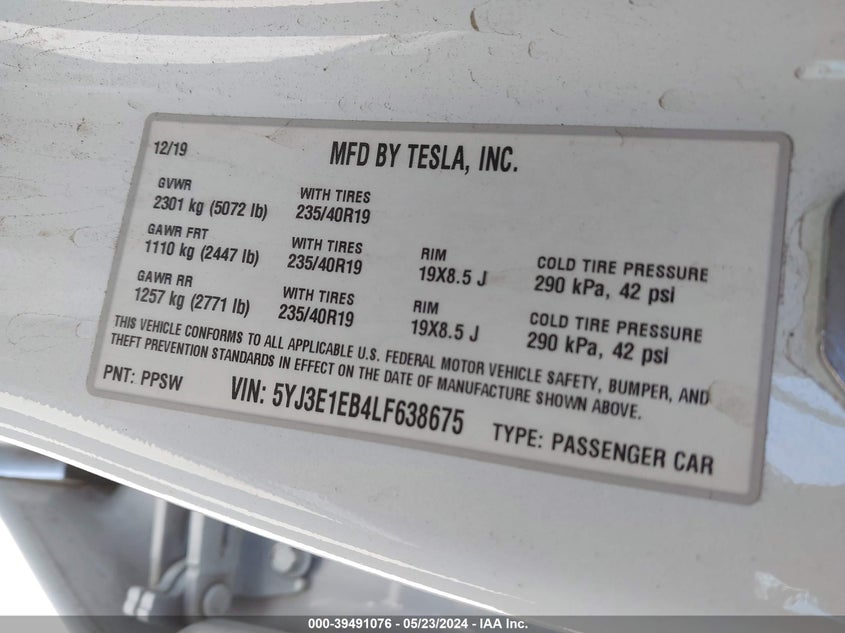 12/19
MFD BY TESLA, INC.
GVWR
2301 kg (5072 lb)
WITH TIRES
235/40R19
GAWR FRT
1110 kg (2447 lb)
WITH TIRES
235/40R19
RIM
19X8.5 J
COLD TIRE PRESSURE
290 kPa, 42 psi
GAWR RR
1257 kg (2771 lb)
WITH TIRES
235/40R19
RIM
19X8.5 J
COLD TIRE PRESSURE
290 kPa, 42 psi
THIS VEHICLE CONFORMS TO ALL APPLICABLE U.S. FEDERAL MOTOR VEHICLE SAFETY, BUMPER, AND
THEFT PREVENTION STANDARDS IN EFFECT ON THE DATE OF MANUFACTURE SHOWN ABOVE.
PNT: PPSW
VIN: 5YJ3E1EB4LF638675
TYPE: PASSENGER CAR
000-39491076 - 05/23/2024 - IAA Inc.